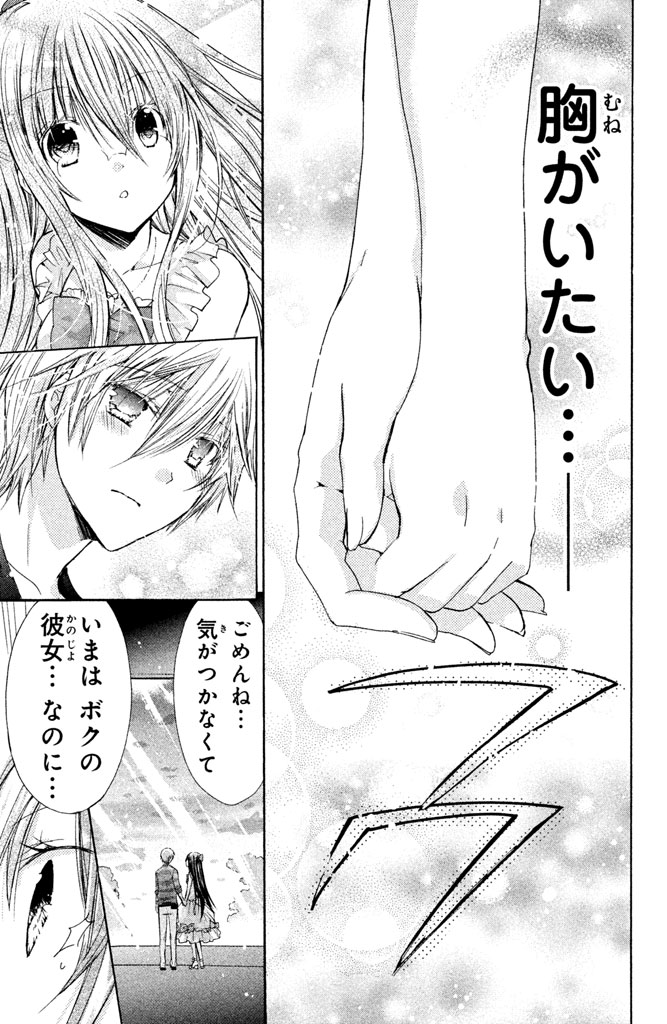 胸がいたい…―
ごめんね…
気がつかなくて
いまは ボクの
彼女… なのに…